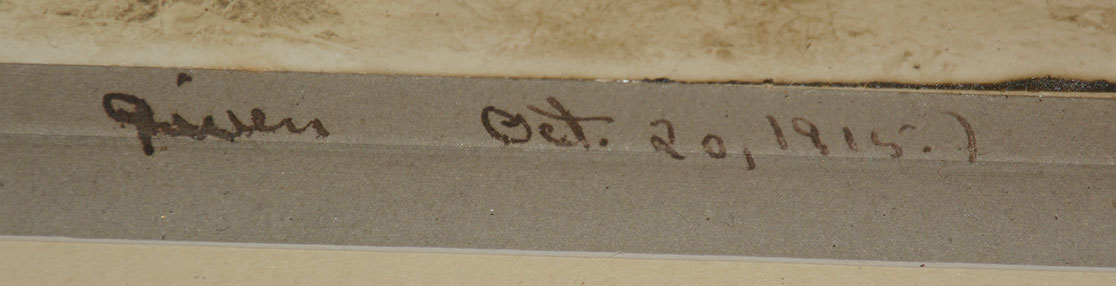 given Oct. 20, 1915.)